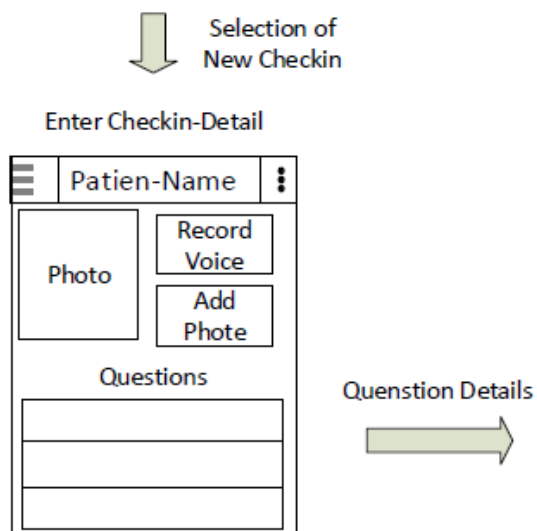 Selection of
New Checkin
Enter Checkin-Detail
Patien-Name
Photo
Record
Voice
Add
Phote
Questions
Quenstion Details